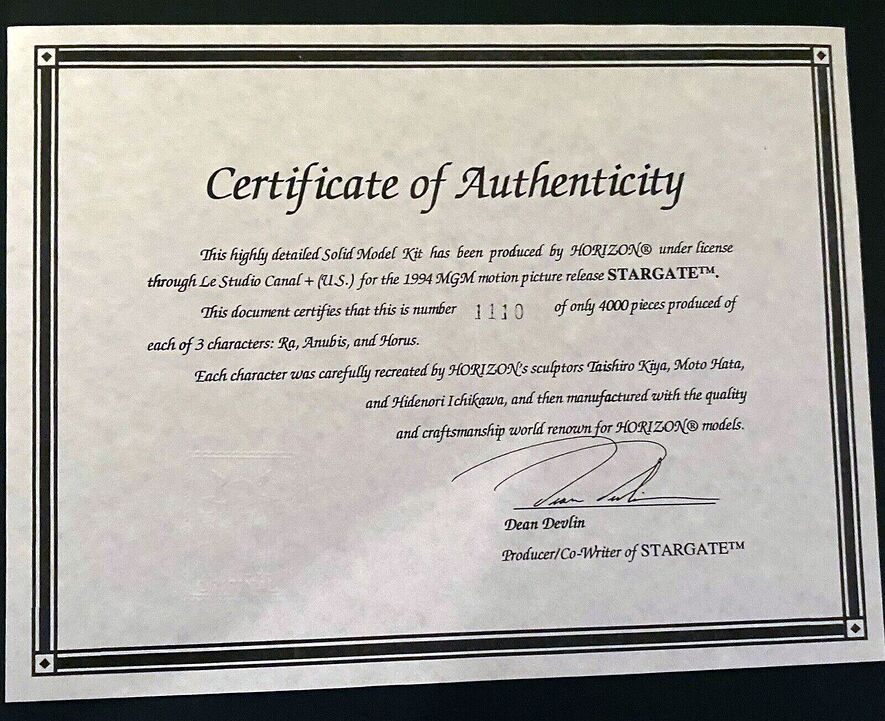 Certificate of Authenticity
This highly detailed Solid Model Kit has been produced by HORIZON® under license
through Le Studio Canal + (U.S.) for the 1994 MGM motion picture release STARGATE™.
This document certifies that this is number 1110 of only 4000 pieces produced of
each of 3 characters: Ra, Anubis, and Horus.
Each character was carefully recreated by HORIZON's sculptors Taishiro Kiya, Moto Hata,
and Hidenori Ichikawa, and then manufactured with the quality
and craftsmanship world renown for HORIZON® models.
Dean Devlin
Dean Devlin
Producer/Co-Writer of STARGATE™